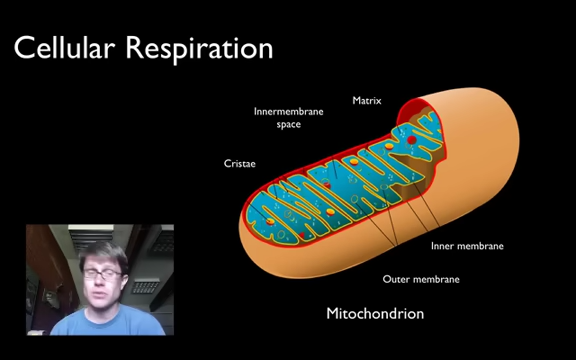 Cellular Respiration
Matrix
Innermembrane
space
Cristae
Inner membrane
Outer membrane
Mitochondrion